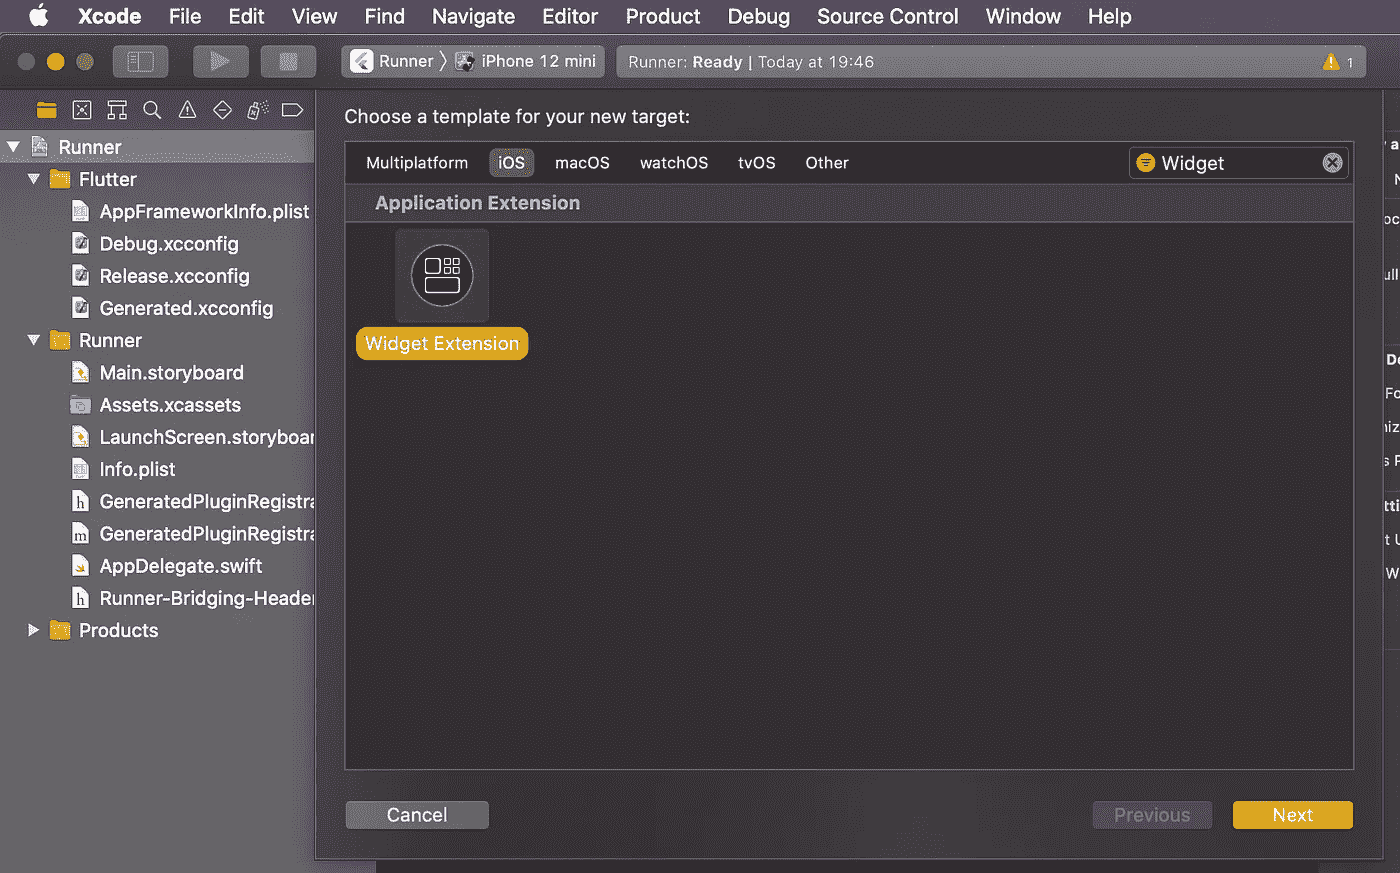 Xcode File Edit View Find Navigate Editor Product Debug Source Control Window Help
Runner iPhone 12 mini
Runner: Ready | Today at 19:46
1
Choose a template for your new target:
Multiplatform iOS macOS watchOS tvOS Other
Widget
Application Extension
Widget Extension
Cancel Previous Next
Runner
Flutter
AppFrameworkInfo.plist
Debug.xcconfig
Release.xcconfig
Generated.xcconfig
Runner
Main.storyboard
Assets.xcassets
LaunchScreen.storyboar
Info.plist
h GeneratedPluginRegistra
m GeneratedPluginRegistra
AppDelegate.swift
h Runner-Bridging-Header
Products